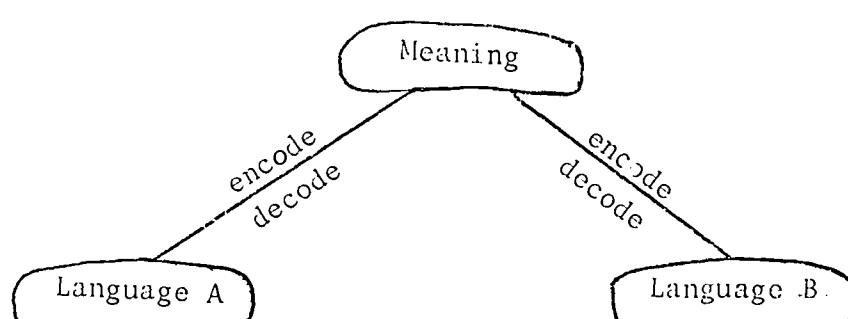 Meaning
encode
decode
encode
decode
Language A
Language B